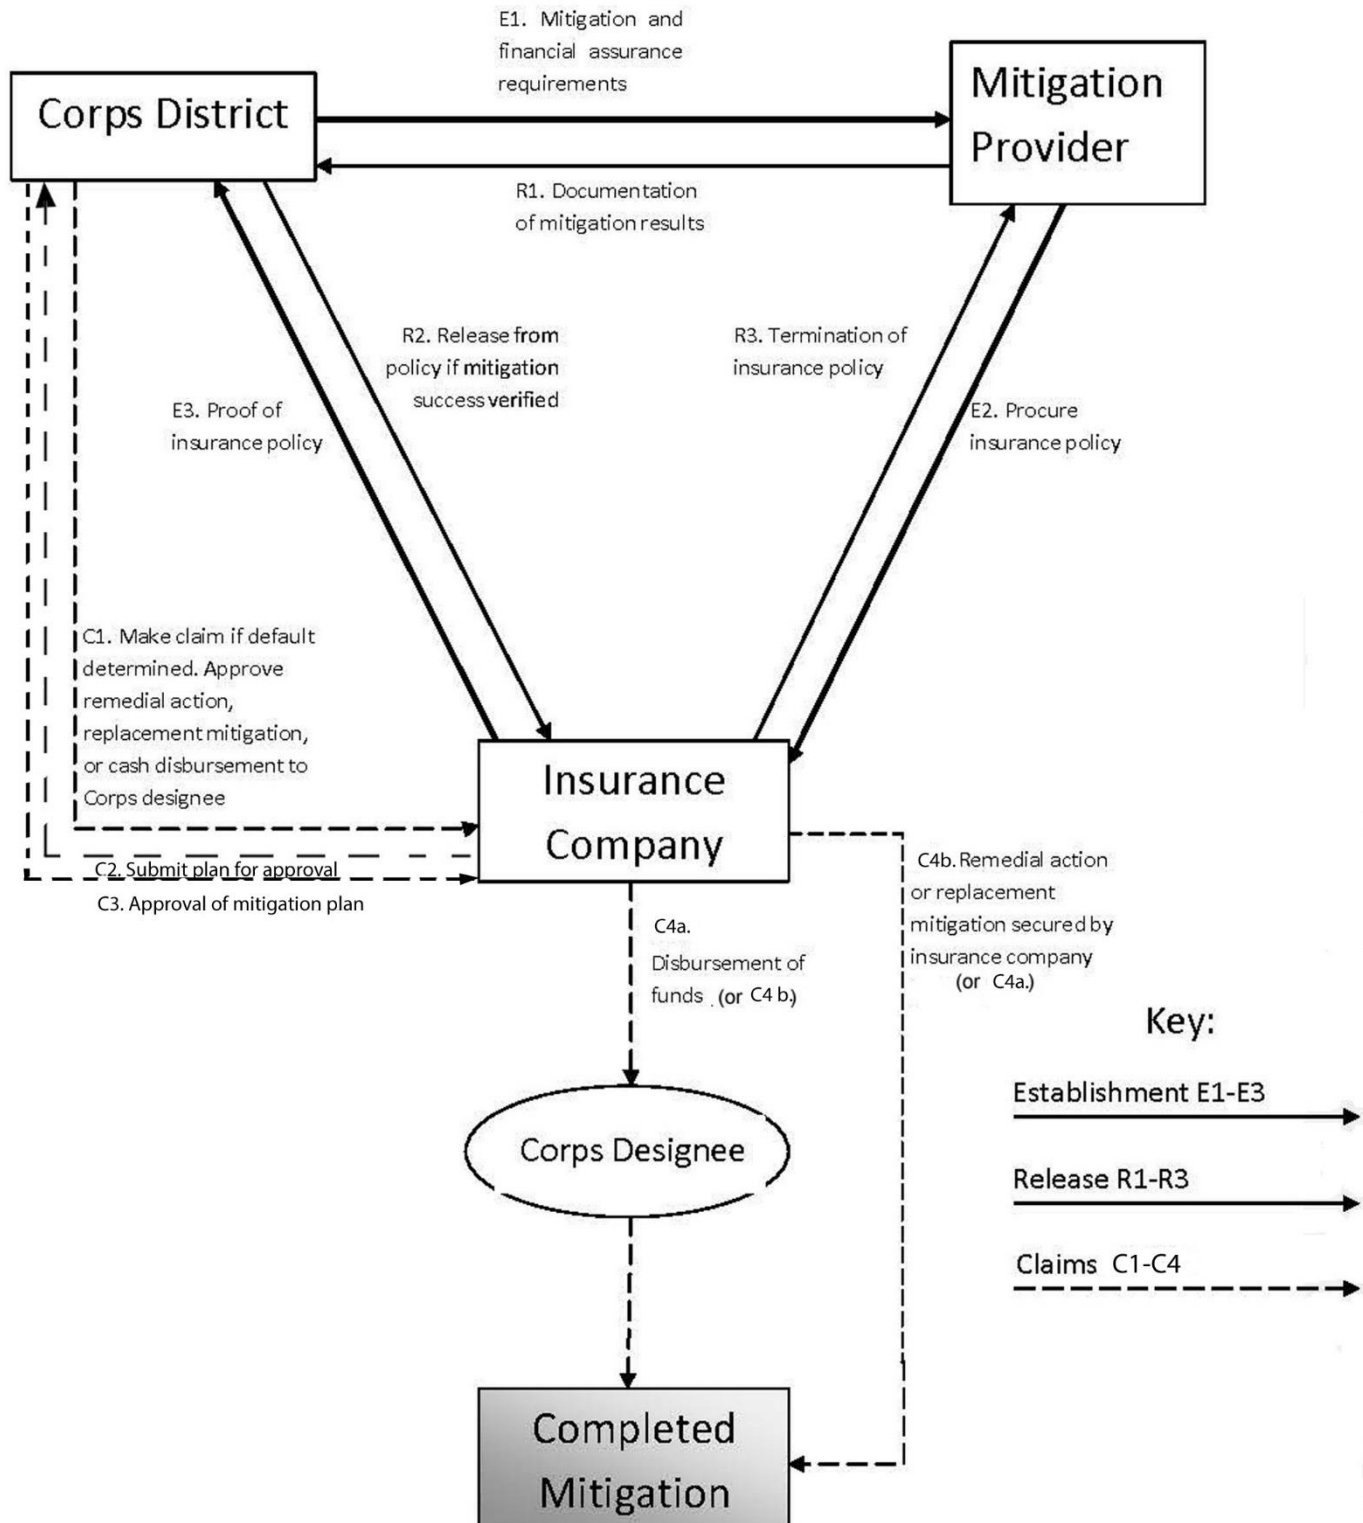 E1. Mitigation and
financial assurance
requirements
Corps District
Mitigation
Provider
R1. Documentation
of mitigation results
R2. Release from
policy if mitigation
success verified
R3. Termination of
insurance policy
E3. Proof of
insurance policy
E2. Procure
insurance policy
C1. Make claim if default
determined. Approve
remedial action,
replacement mitigation,
or cash disbursement to
Corps designee
Insurance
Company
C2. Submit plan for approval
C3. Approval of mitigation plan
C4a.
Disbursement of
funds . (or C4 b.)
C4b. Remedial action
or replacement
mitigation secured by
insurance company
(or C4a.)
Key:
Establishment E1-E3
Release R1-R3
Claims C1-C4
Corps Designee
Completed
Mitigation